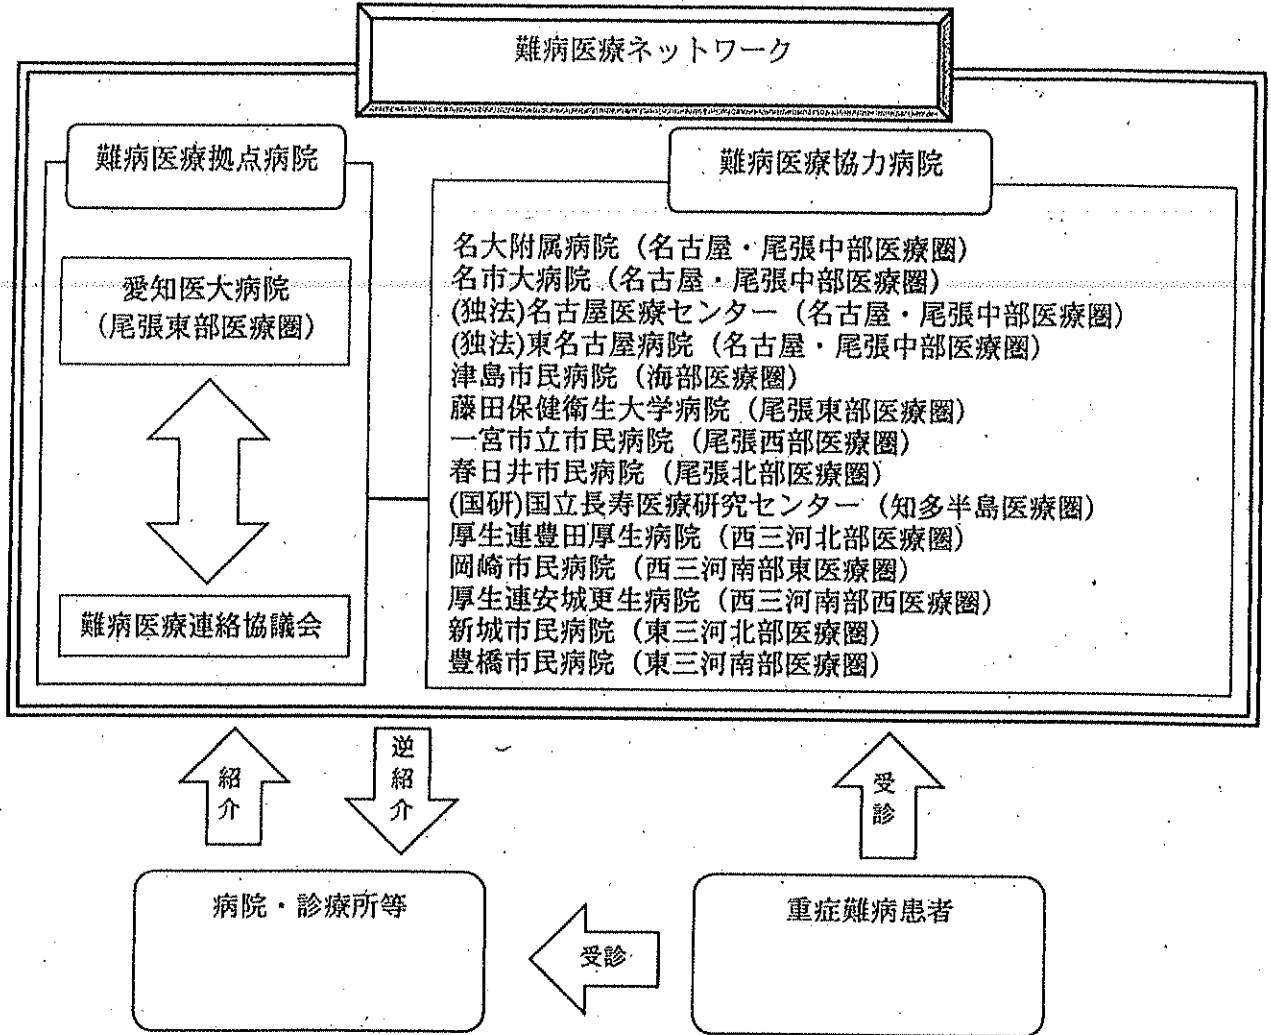 難病医療ネットワーク
難病医療拠点病院
愛知医大病院
(尾張東部医療圏)
難病医療連絡協議会
難病医療協力病院
名大附属病院(名古屋・尾張中部医療圏)
名市大病院(名古屋・尾張中部医療圏)
(独法)名古屋医療センター(名古屋・尾張中部医療圏)
(独法)東名古屋病院(名古屋・尾張中部医療圏)
津島市民病院(海部医療圏)
藤田保健衛生大学病院(尾張東部医療圏)
一宮市立市民病院(尾張西部医療圏)
春日井市民病院(尾張北部医療圏)
(国研)国立長寿医療研究センター(知多半島医療圏)
厚生連豊田厚生病院(西三河北部医療圏)
岡崎市民病院(西三河南部東医療圏)
厚生連安城更生病院(西三河南部西医療圏)
新城市民病院(東三河北部医療圏)
豊橋市民病院(東三河南部医療圏)
紹介
逆紹介
受診
病院・診療所等
受診
重症難病患者